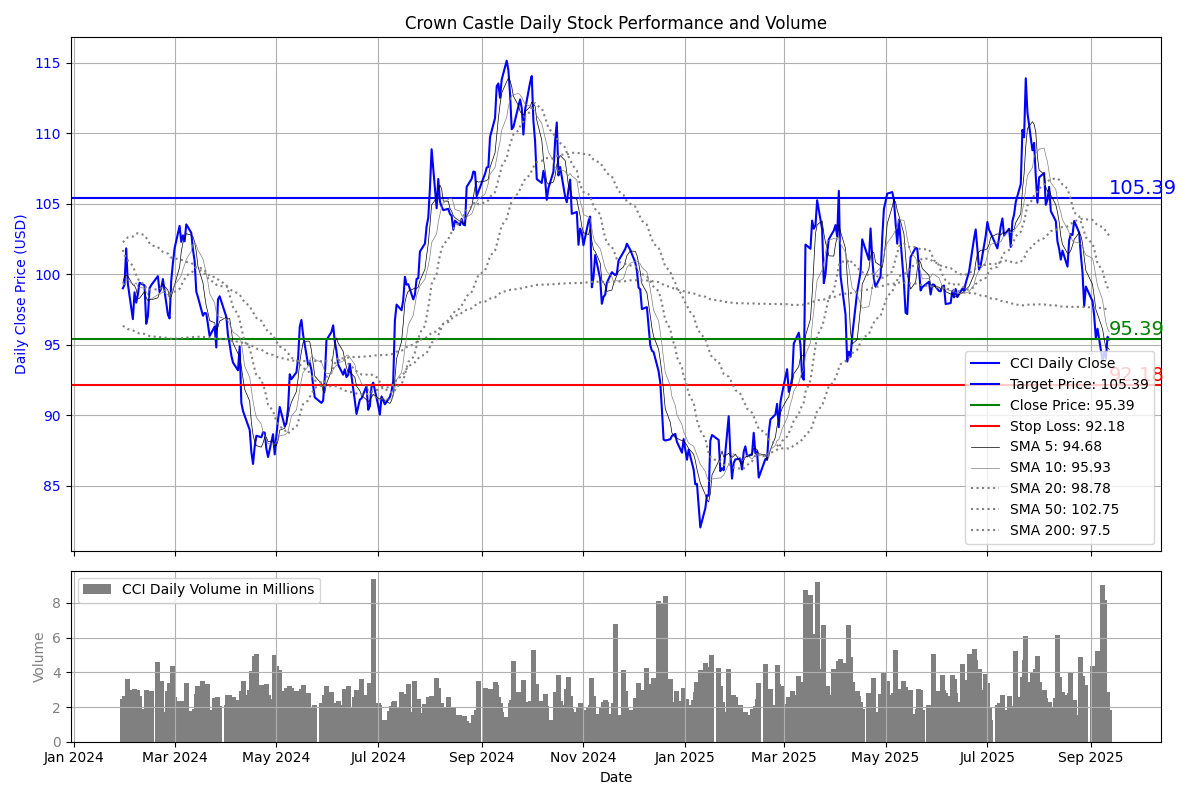 Crown Castle Daily Stock Performance and Volume
Daily Close Price (USD)
115
110
105
100
95
90
85
105.39
95.39
92.18
CCI Daily Close
Target Price: 105.39
Close Price: 95.39
Stop Loss: 92.18
SMA 5: 94.68
SMA 10: 95.93
SMA 20: 98.78
SMA 50: 102.75
SMA 200: 97.5
CCI Daily Volume in Millions
Volume
8
6
4
2
0
Jan 2024 Mar 2024 May 2024 Jul 2024 Sep 2024 Nov 2024 Jan 2025 Mar 2025 May 2025 Jul 2025 Sep 2025
Date